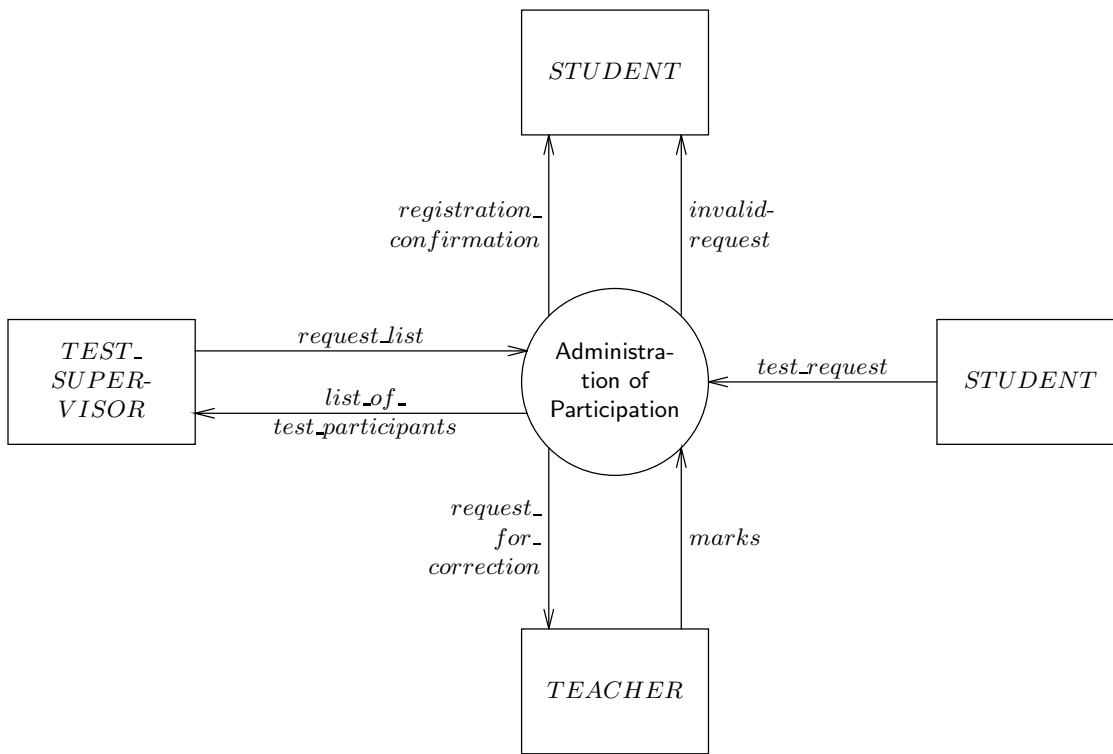 STUDENT
registration_
confirmation
invalid-
request
TEST_
SUPER-
VISOR
request_list
list_of_
test_participants
Administra-
tion of
Participation
test_request
STUDENT
request_
for_
correction
marks
TEACHER